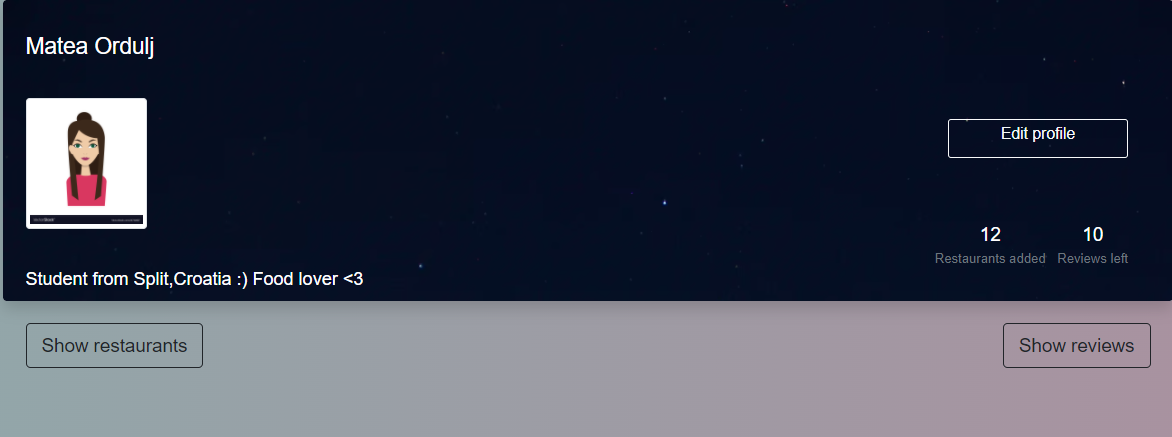 Matea Ordulj
Edit profile
12
10
Restaurants added
Reviews left
Student from Split,Croatia :) Food lover <3
Show restaurants
Show reviews